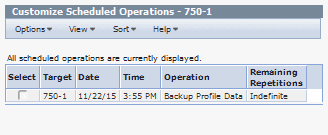 Customize Scheduled Operations - 750-1
Options View Sort Help
All scheduled operations are currently displayed.
Select Target Date Time Operation Remaining Repetitions
750-1 11/22/15 3:55 PM Backup Profile Data Indefinite